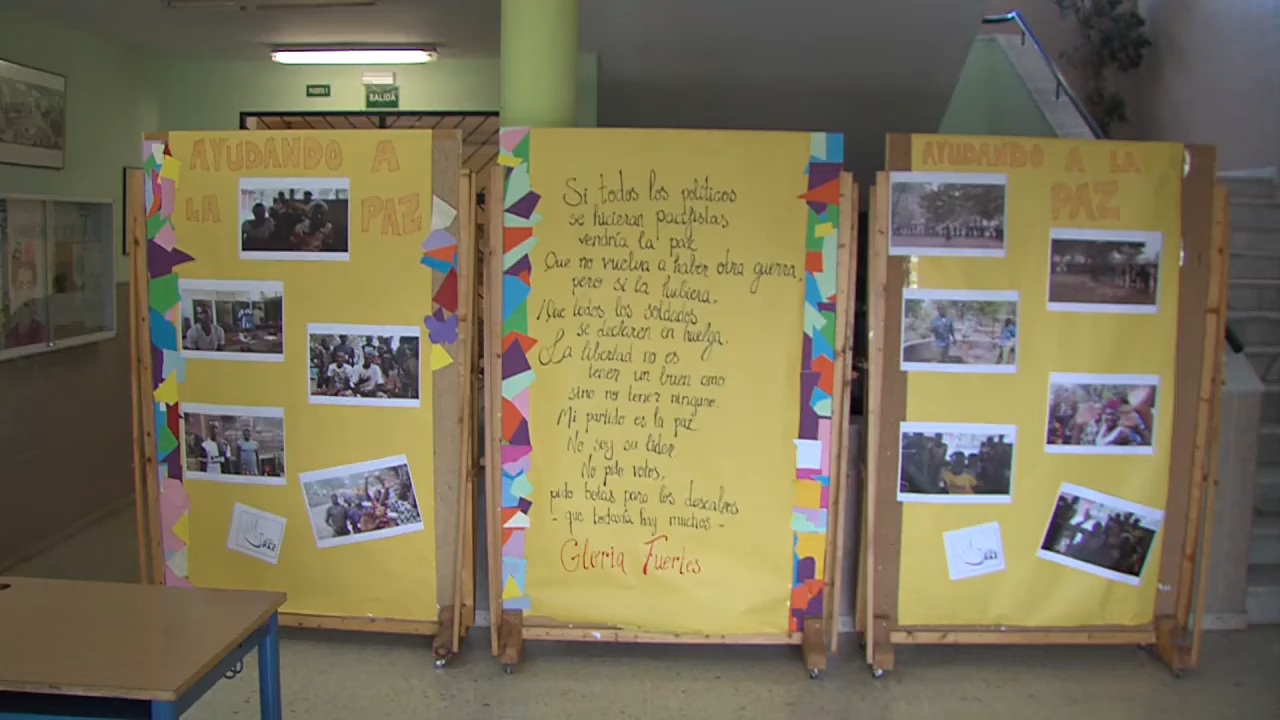 SALIDA
AYUDANDO A
LA PAZ
Si todos los políticos
se hicieran pacifistas
vendría la paz.
Que no vuelva a haber otra guerra,
pero si la hubiera,
¡Que todos los soldados
se declaren en huelga.
La libertad no es
tener un buen amo
sino no tener ninguno.
Mi partido es la paz.
No soy su líder.
No pido votos,
pido botas para los descalzos
- que todavía hay muchos -
Gloria Fuertes
AYUDANDO A LA
PAZ